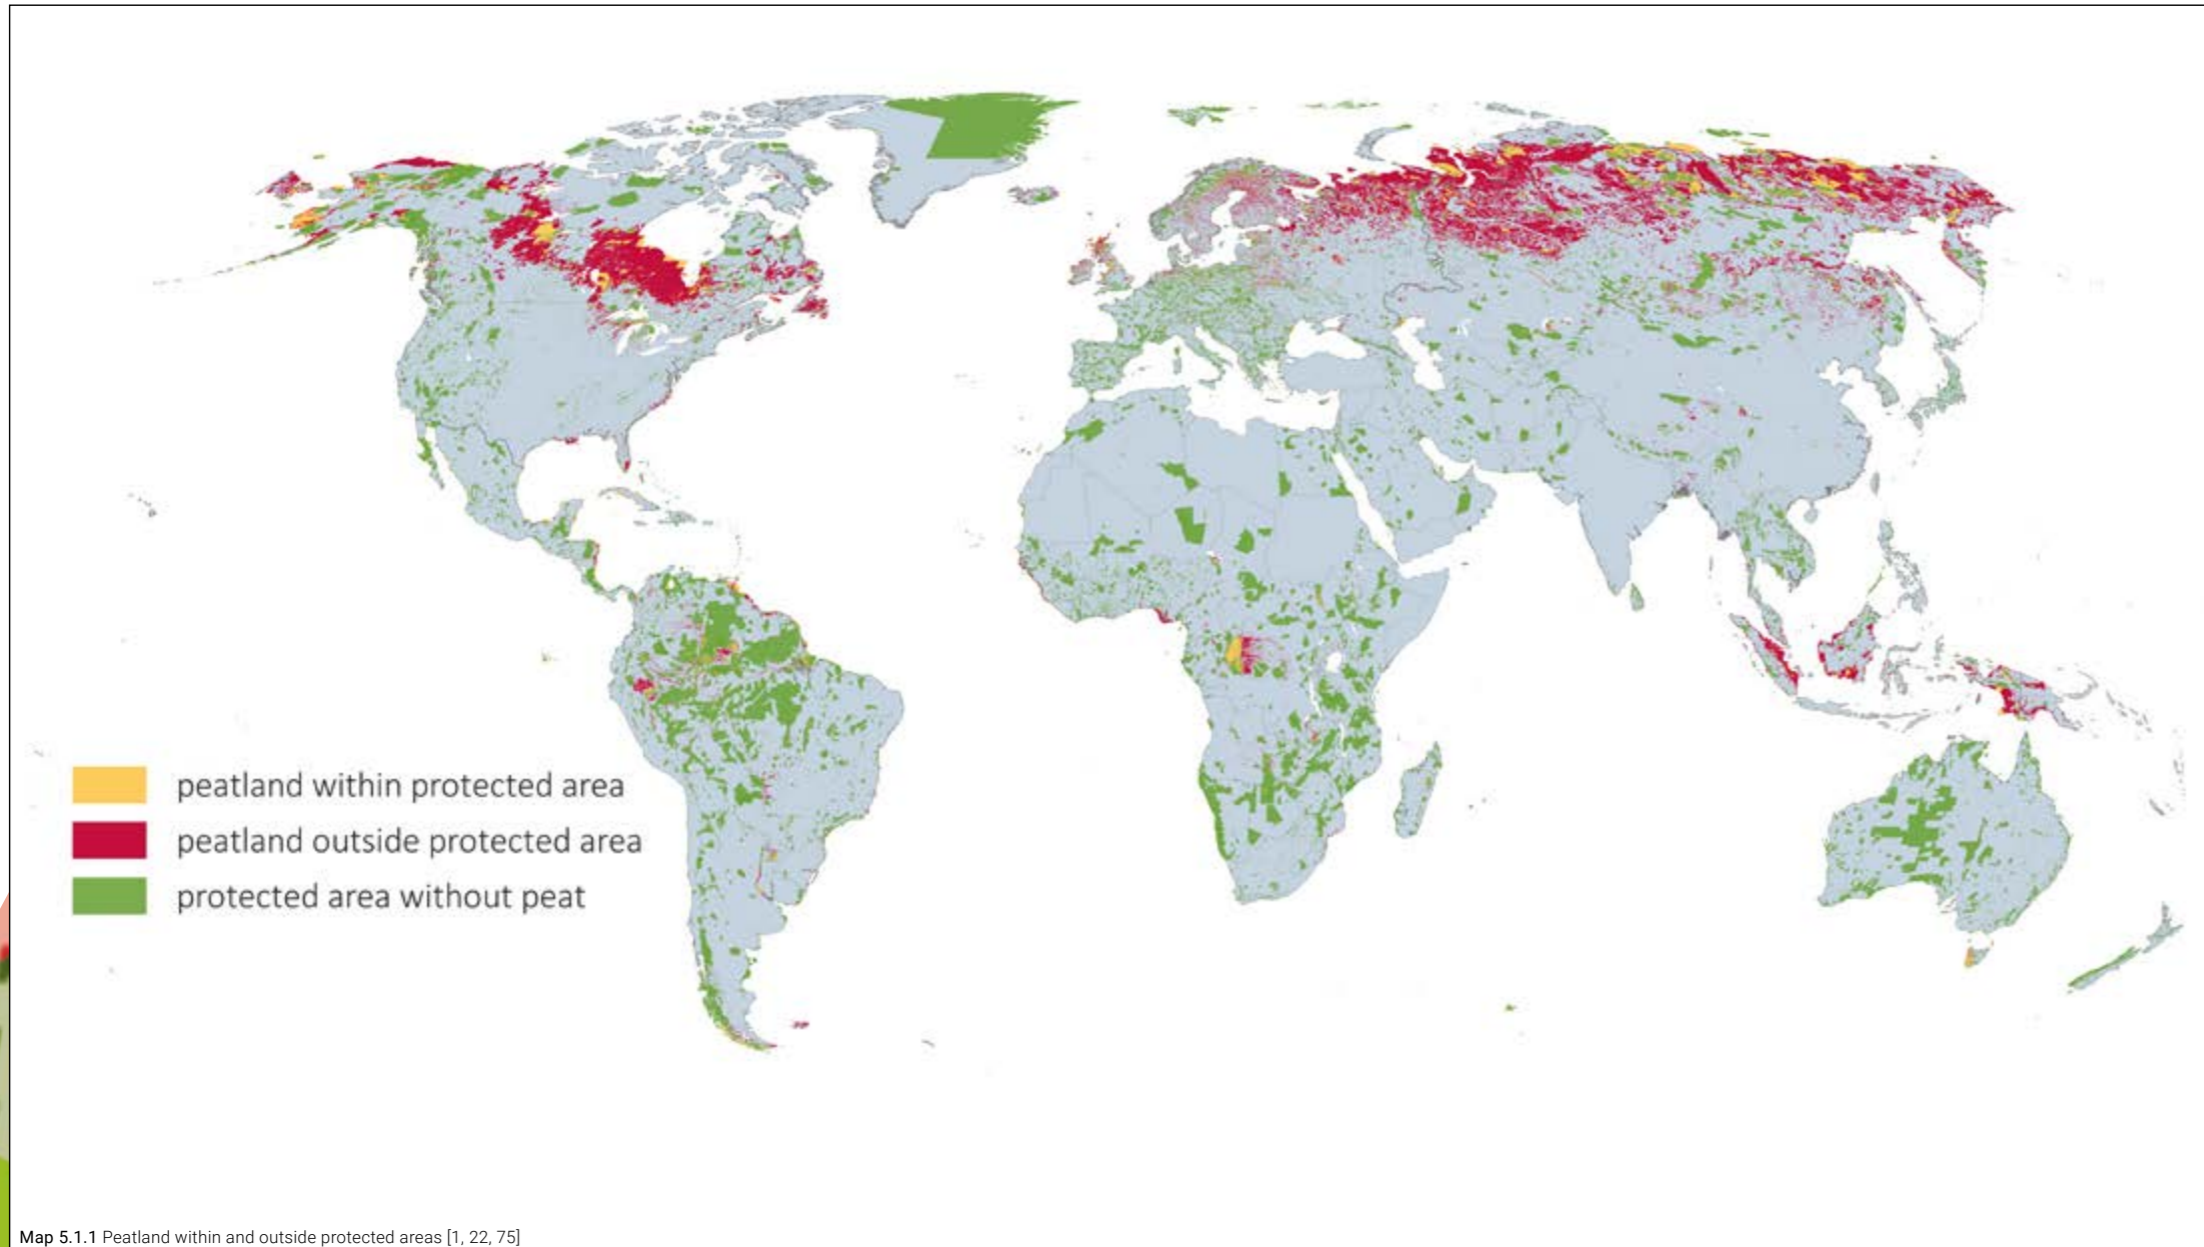 peatland within protected area
peatland outside protected area
protected area without peat
Map 5.1.1 Peatland within and outside protected areas [1, 22, 75]